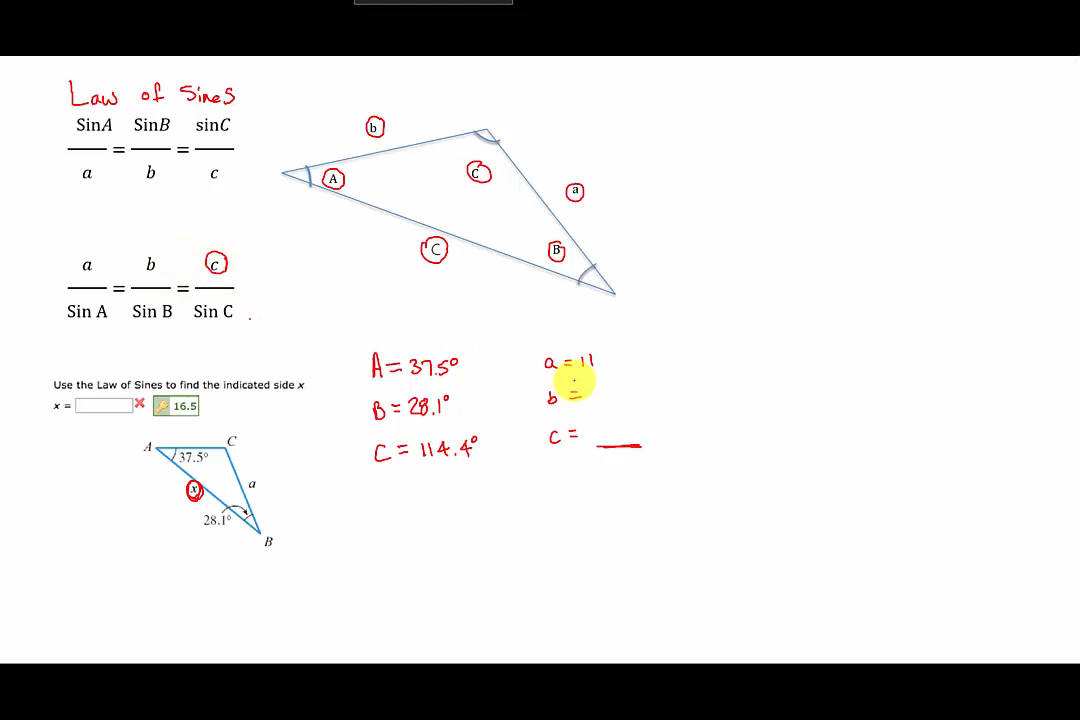 Law of Sines
SinA SinB sinC
= =
a b c
b
A
C
a
C
B
a b c
= =
Sin A Sin B Sin C
A = 37.5°
B = 28.1°
C = 114.4°
a = 11
b =
c =
Use the Law of Sines to find the indicated side x
x = 16.5
A
C
37.5°
x
a
28.1°
B